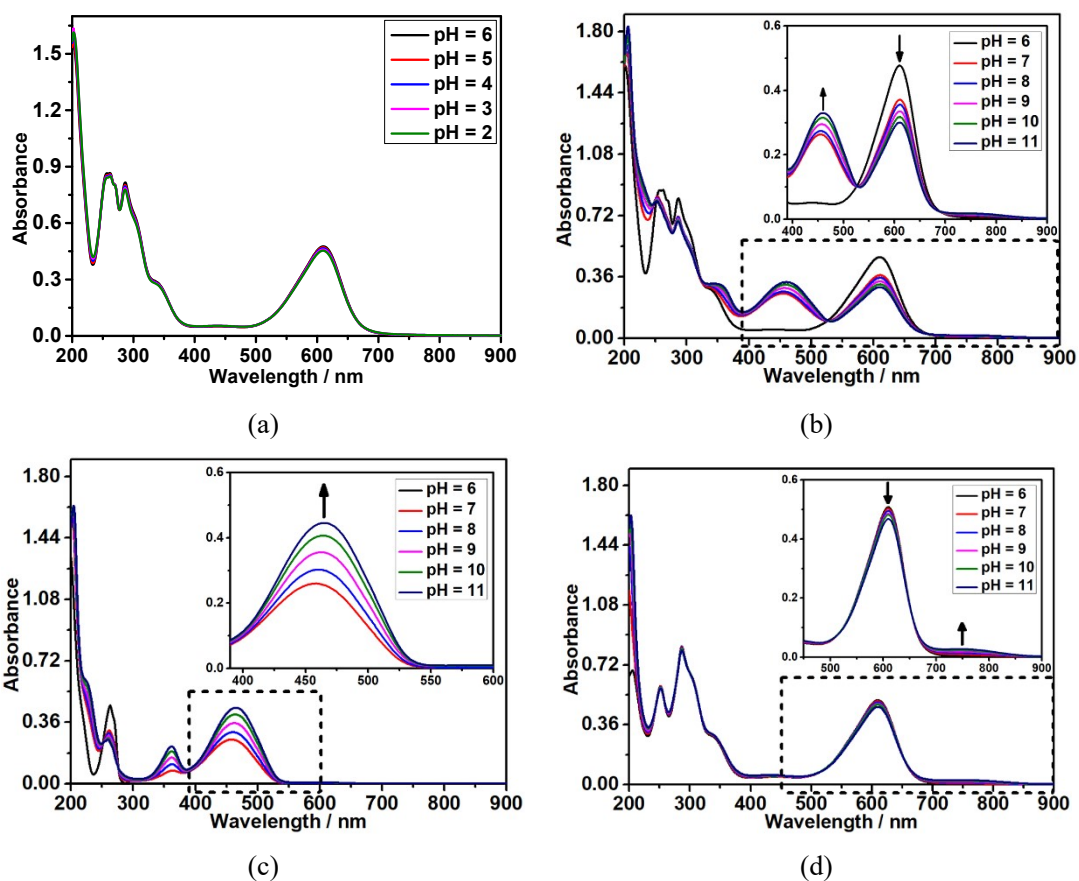 Absorbance
1.5
1.2
0.9
0.6
0.3
0.0
200 300 400 500 600 700 800 900
Wavelength / nm
pH = 6
pH = 5
pH = 4
pH = 3
pH = 2
(a)
Absorbance
1.80
1.44
1.08
0.72
0.36
0.00
200 300 400 500 600 700 800 900
Wavelength / nm
0.6
0.4
0.2
0.0
400 500 600 700 800 900
pH = 6
pH = 7
pH = 8
pH = 9
pH = 10
pH = 11
(b)
Absorbance
1.80
1.44
1.08
0.72
0.36
0.00
200 300 400 500 600 700 800 900
Wavelength / nm
0.6
0.4
0.2
0.0
400 450 500 550 600
pH = 6
pH = 7
pH = 8
pH = 9
pH = 10
pH = 11
(c)
Absorbance
1.80
1.44
1.08
0.72
0.36
0.00
200 300 400 500 600 700 800 900
Wavelength / nm
0.6
0.4
0.2
0.0
500 600 700 800 900
pH = 6
pH = 7
pH = 8
pH = 9
pH = 10
pH = 11
(d)